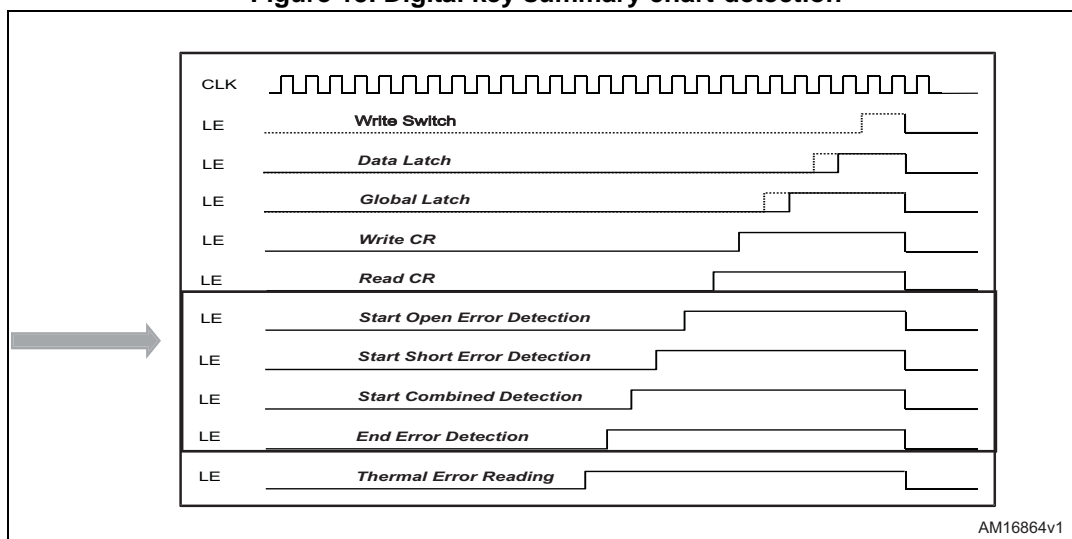 Figure 13. Digital key summary chart detection
CLK
LE Write Switch
LE Data Latch
LE Global Latch
LE Write CR
LE Read CR
LE Start Open Error Detection
LE Start Short Error Detection
LE Start Combined Detection
LE End Error Detection
LE Thermal Error Reading
AM16864v1